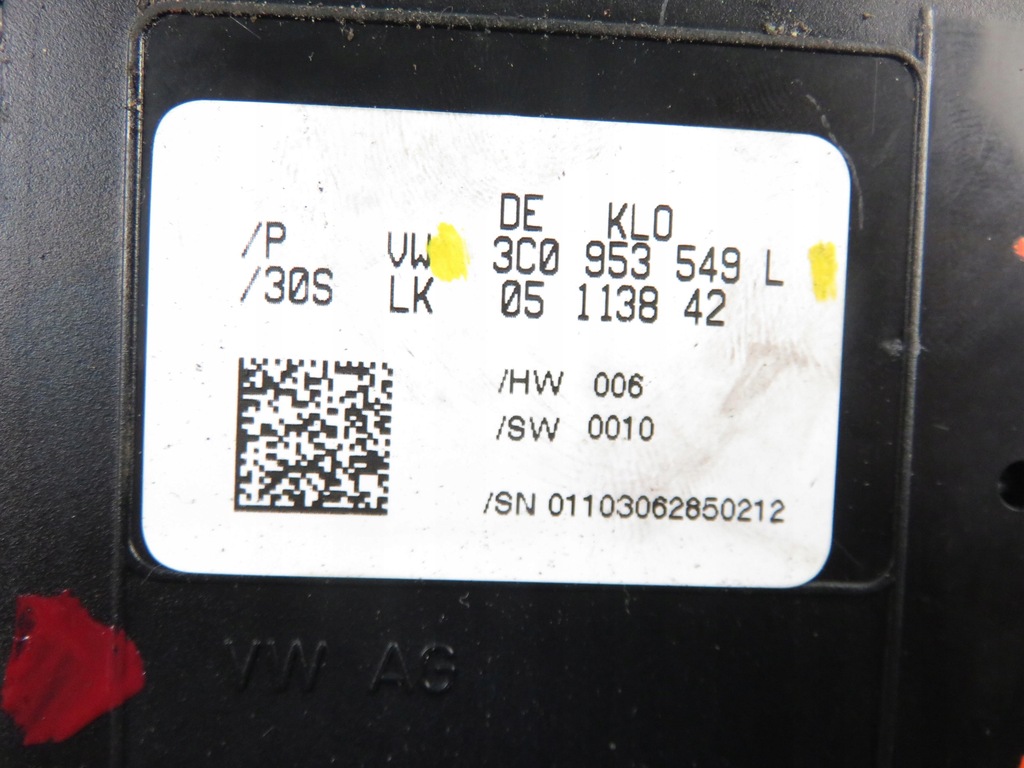 DE KLO
/P VW 3C0 953 549 L
/30S LK 05 1138 42
/HW 006
/SW 0010
/SN 01103062850212
VW AG